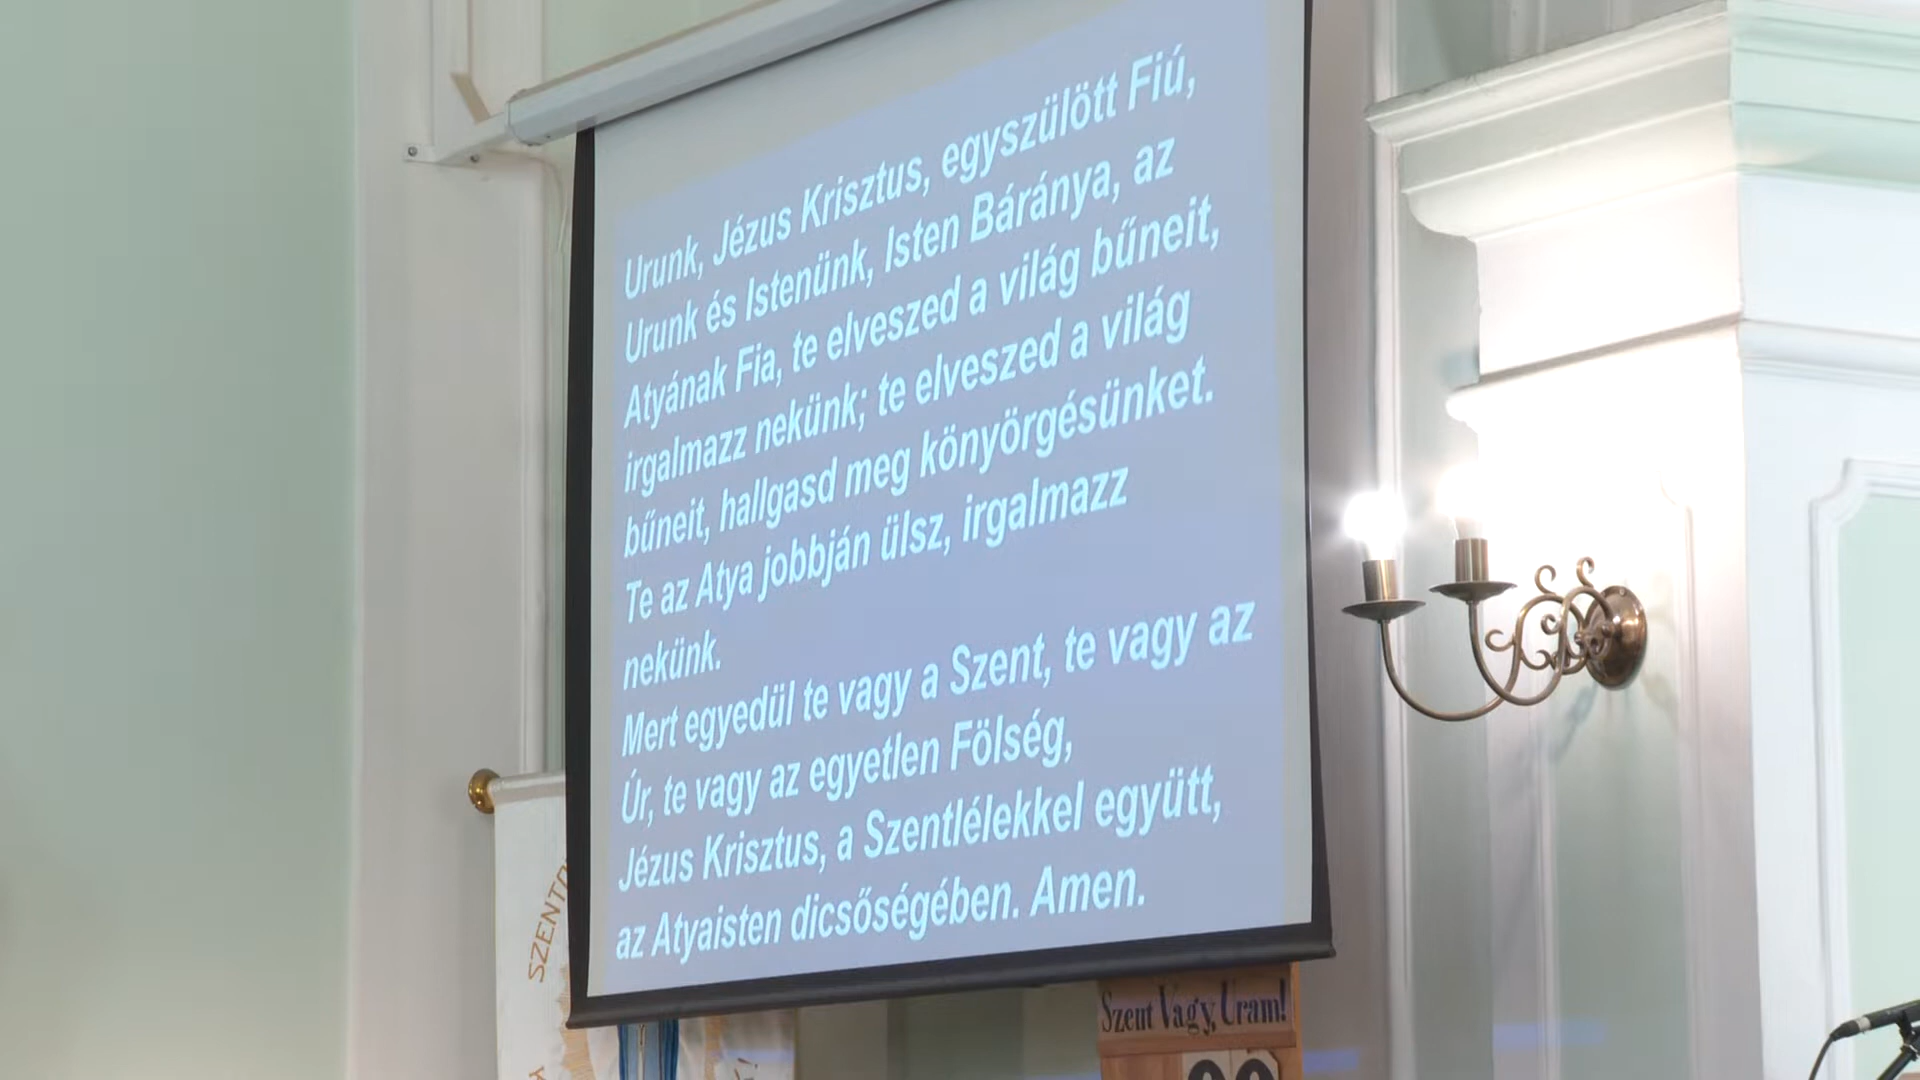 Urunk, Jézus Krisztus, egyszülött Fiú,
Urunk és Istenünk, Isten Báránya, az
Atyának Fia, te elveszed a világ bűneit,
irgalmazz nekünk; te elveszed a világ
bűneit, hallgasd meg könyörgésünket.
Te az Atya jobbján ülsz, irgalmazz
nekünk.
Mert egyedül te vagy a Szent, te vagy az
Úr, te vagy az egyetlen Fölség,
Jézus Krisztus, a Szentlélekkel együtt,
az Atyaisten dicsőségében. Amen.
Szent Vagy, Uram!